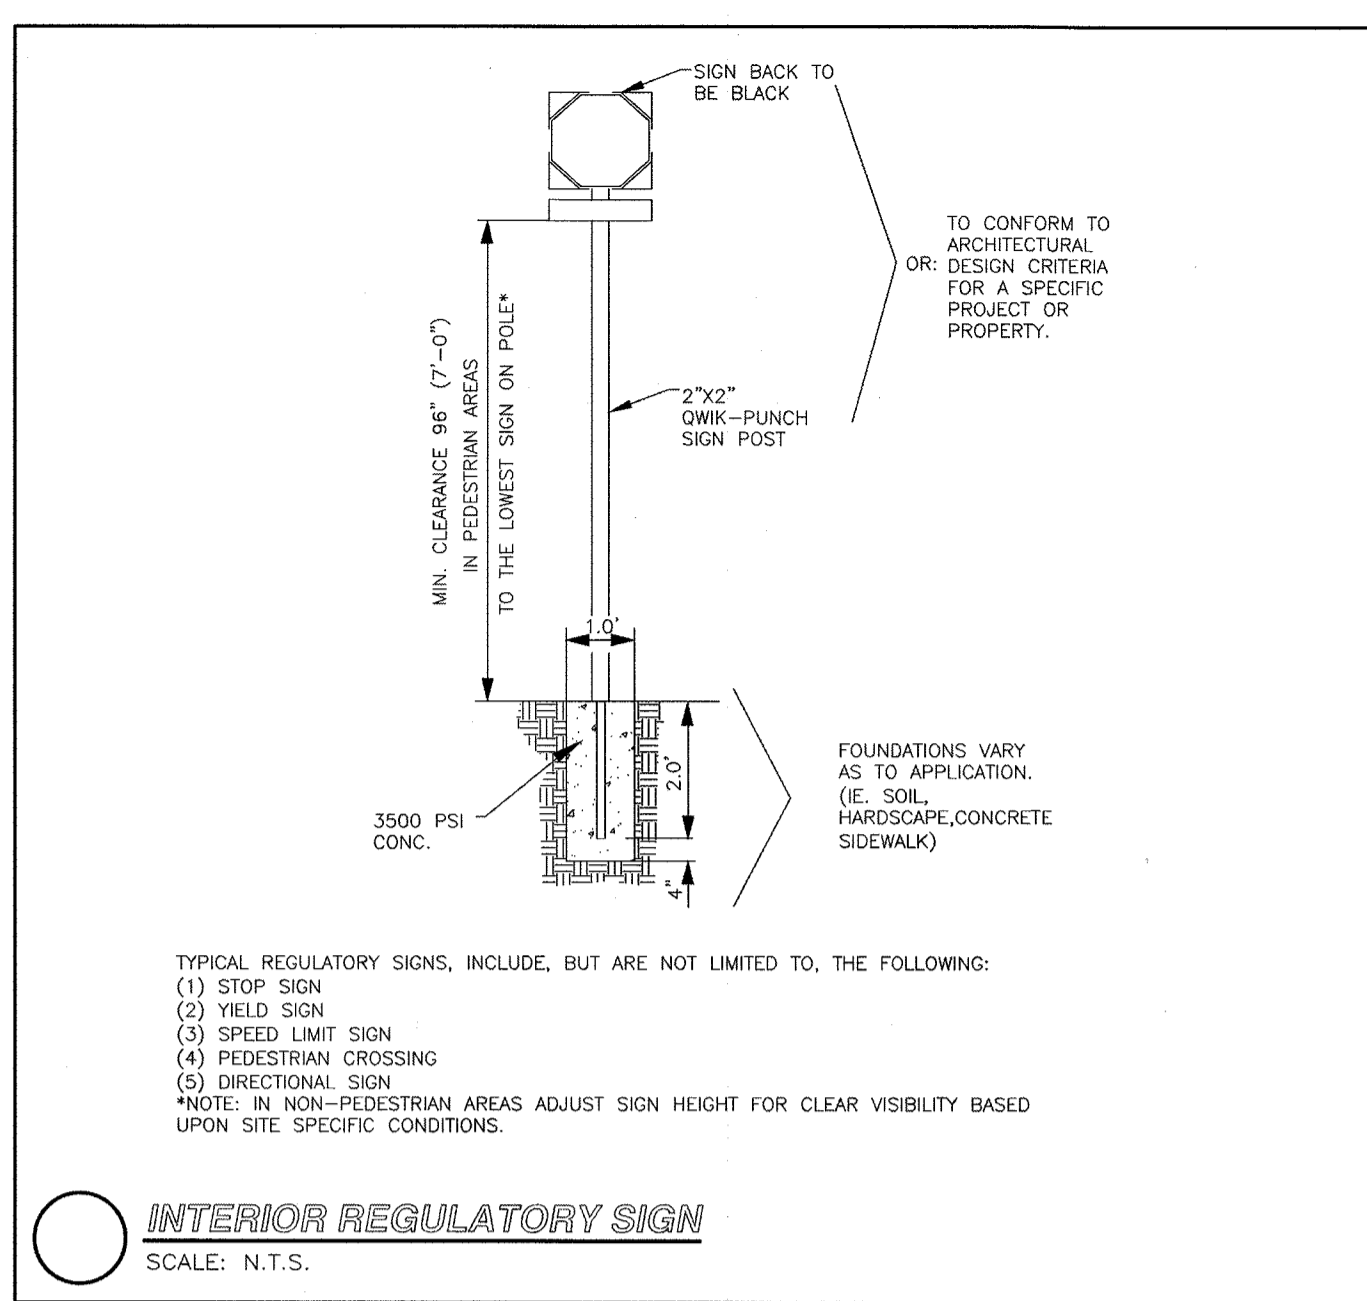 SIGN BACK TO
BE BLACK
TO CONFORM TO
ARCHITECTURAL
OR: DESIGN CRITERIA
FOR A SPECIFIC
PROJECT OR
PROPERTY.
MIN. CLEARANCE 96" (7'-0")
IN PEDESTRIAN AREAS
TO THE LOWEST SIGN ON POLE*
2"X2"
QWIK-PUNCH
SIGN POST
1.0'
2.0'
4"
3500 PSI
CONC.
FOUNDATIONS VARY
AS TO APPLICATION.
(IE. SOIL,
HARDSCAPE,CONCRETE
SIDEWALK)
TYPICAL REGULATORY SIGNS, INCLUDE, BUT ARE NOT LIMITED TO, THE FOLLOWING:
(1) STOP SIGN
(2) YIELD SIGN
(3) SPEED LIMIT SIGN
(4) PEDESTRIAN CROSSING
(5) DIRECTIONAL SIGN
*NOTE: IN NON-PEDESTRIAN AREAS ADJUST SIGN HEIGHT FOR CLEAR VISIBILITY BASED
UPON SITE SPECIFIC CONDITIONS.
INTERIOR REGULATORY SIGN
SCALE: N.T.S.